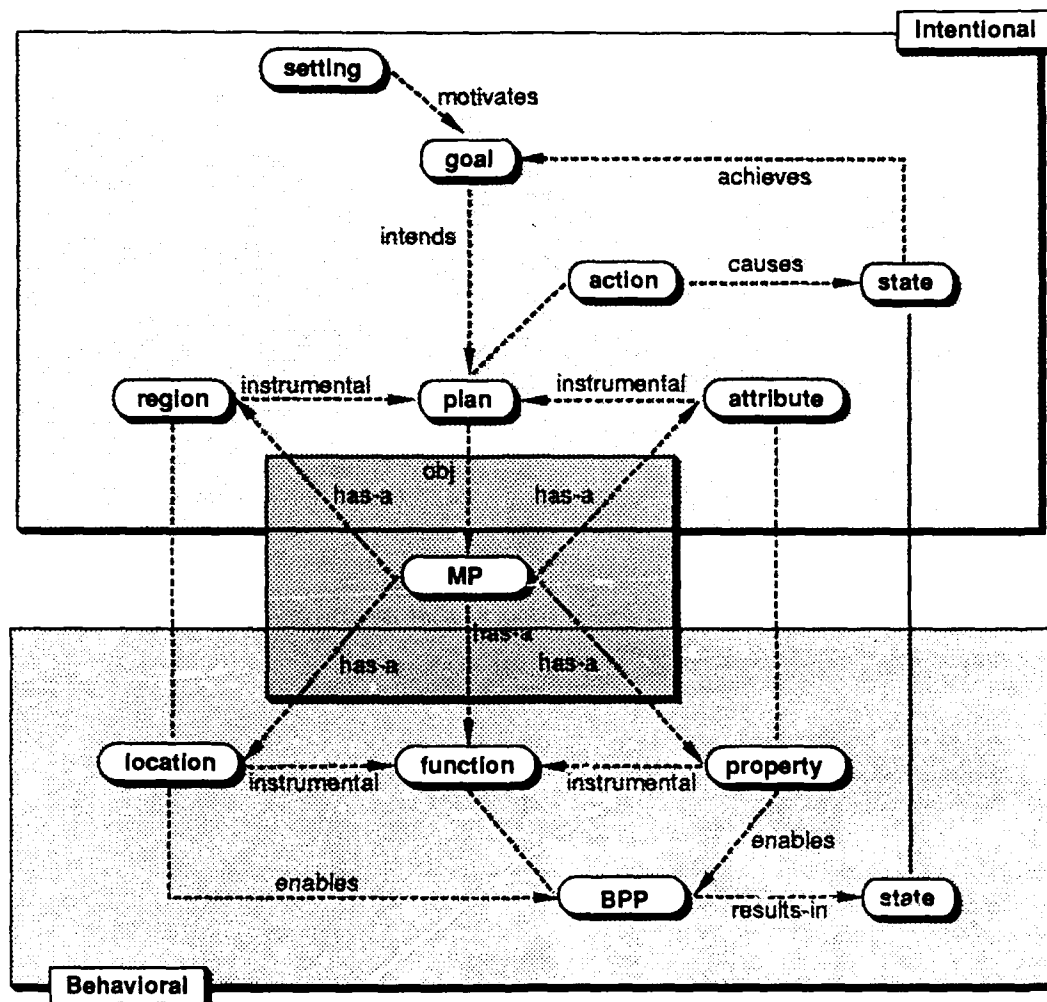 Intentional
setting
motivates
goal
achieves
intends
action
causes
state
region
instrumental
plan
instrumental
attribute
obj
has-a
has-a
MP
has-a
has-a
has-a
location
instrumental
function
instrumental
property
enables
enables
BPP
results-in
state
Behavioral